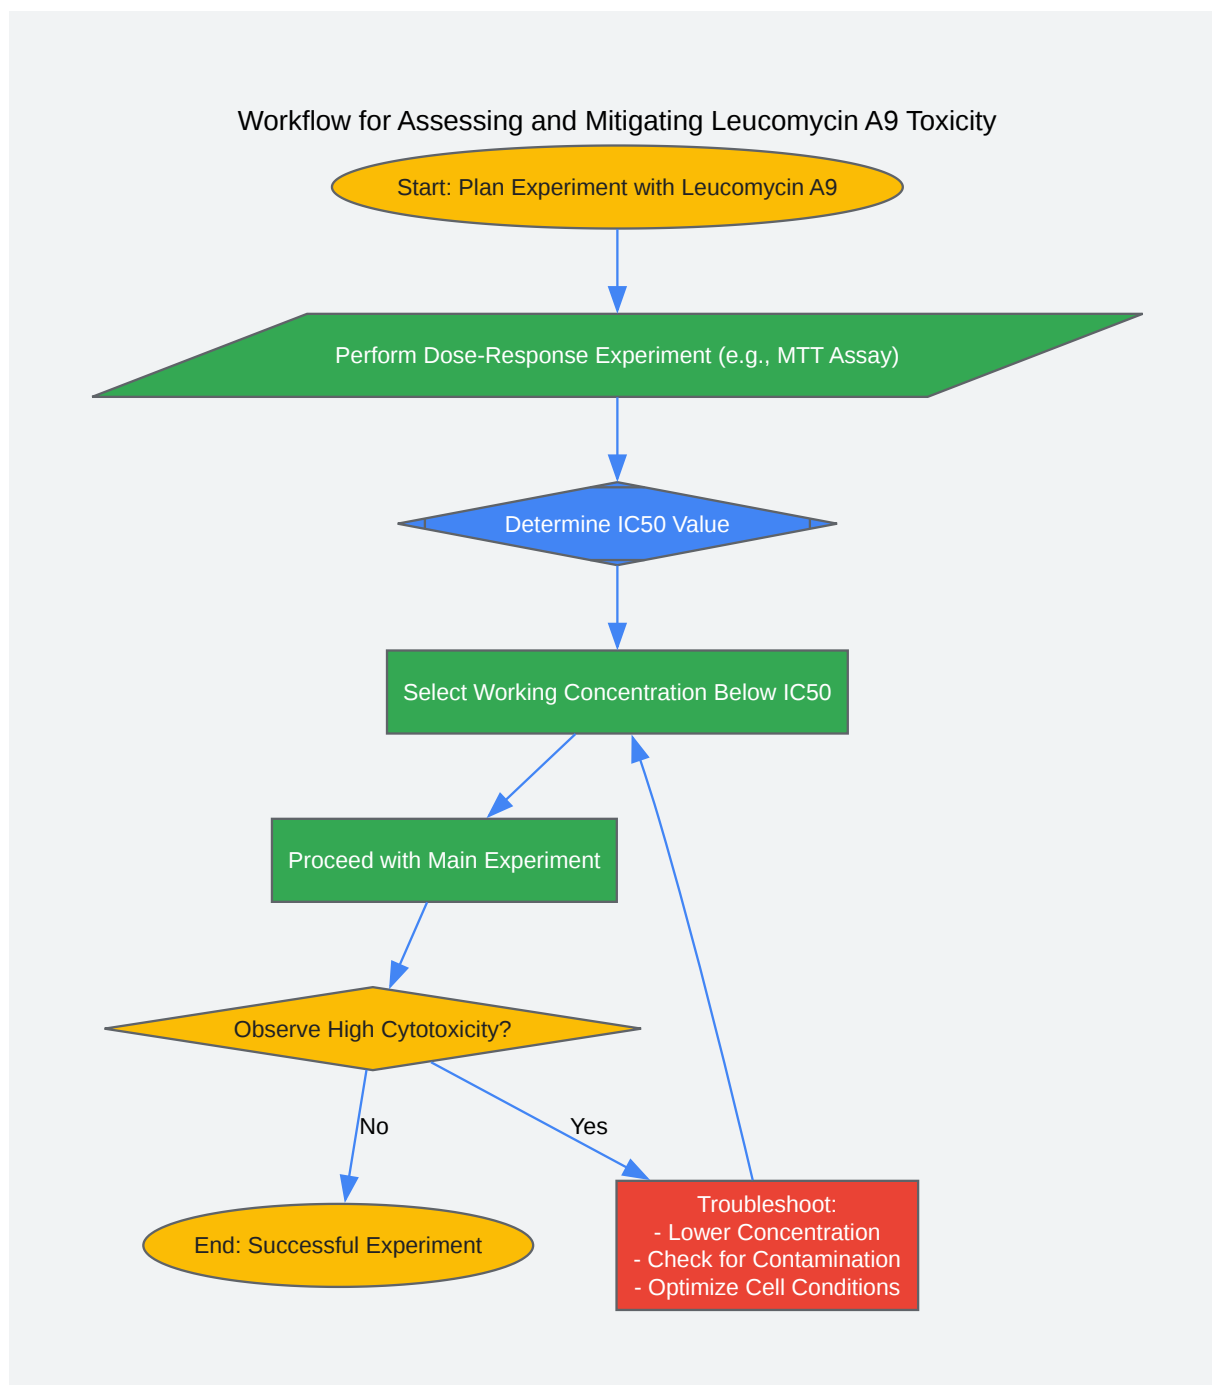 Workflow for Assessing and Mitigating Leucomycin A9 Toxicity
Start: Plan Experiment with Leucomycin A9
Perform Dose-Response Experiment (e.g., MTT Assay)
Determine IC50 Value
Select Working Concentration Below IC50
Proceed with Main Experiment
Observe High Cytotoxicity?
No
Yes
End: Successful Experiment
Troubleshoot:
- Lower Concentration
- Check for Contamination
- Optimize Cell Conditions